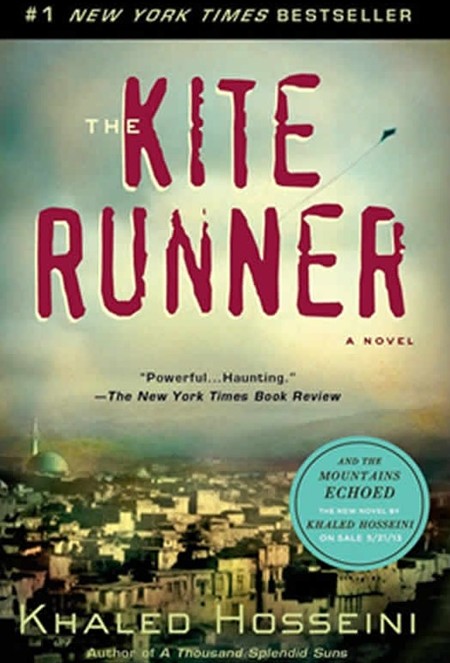 #1 NEW YORK TIMES BESTSELLER
THE KITE
RUNNER
A NOVEL
"Powerful...Haunting."
—The New York Times Book Review
AND THE
MOUNTAINS
ECHOED
THE NEW NOVEL BY
KHALED HOSSEINI
ON SALE 5/21/13
KHALED HOSSEINI
Author of A Thousand Splendid Suns